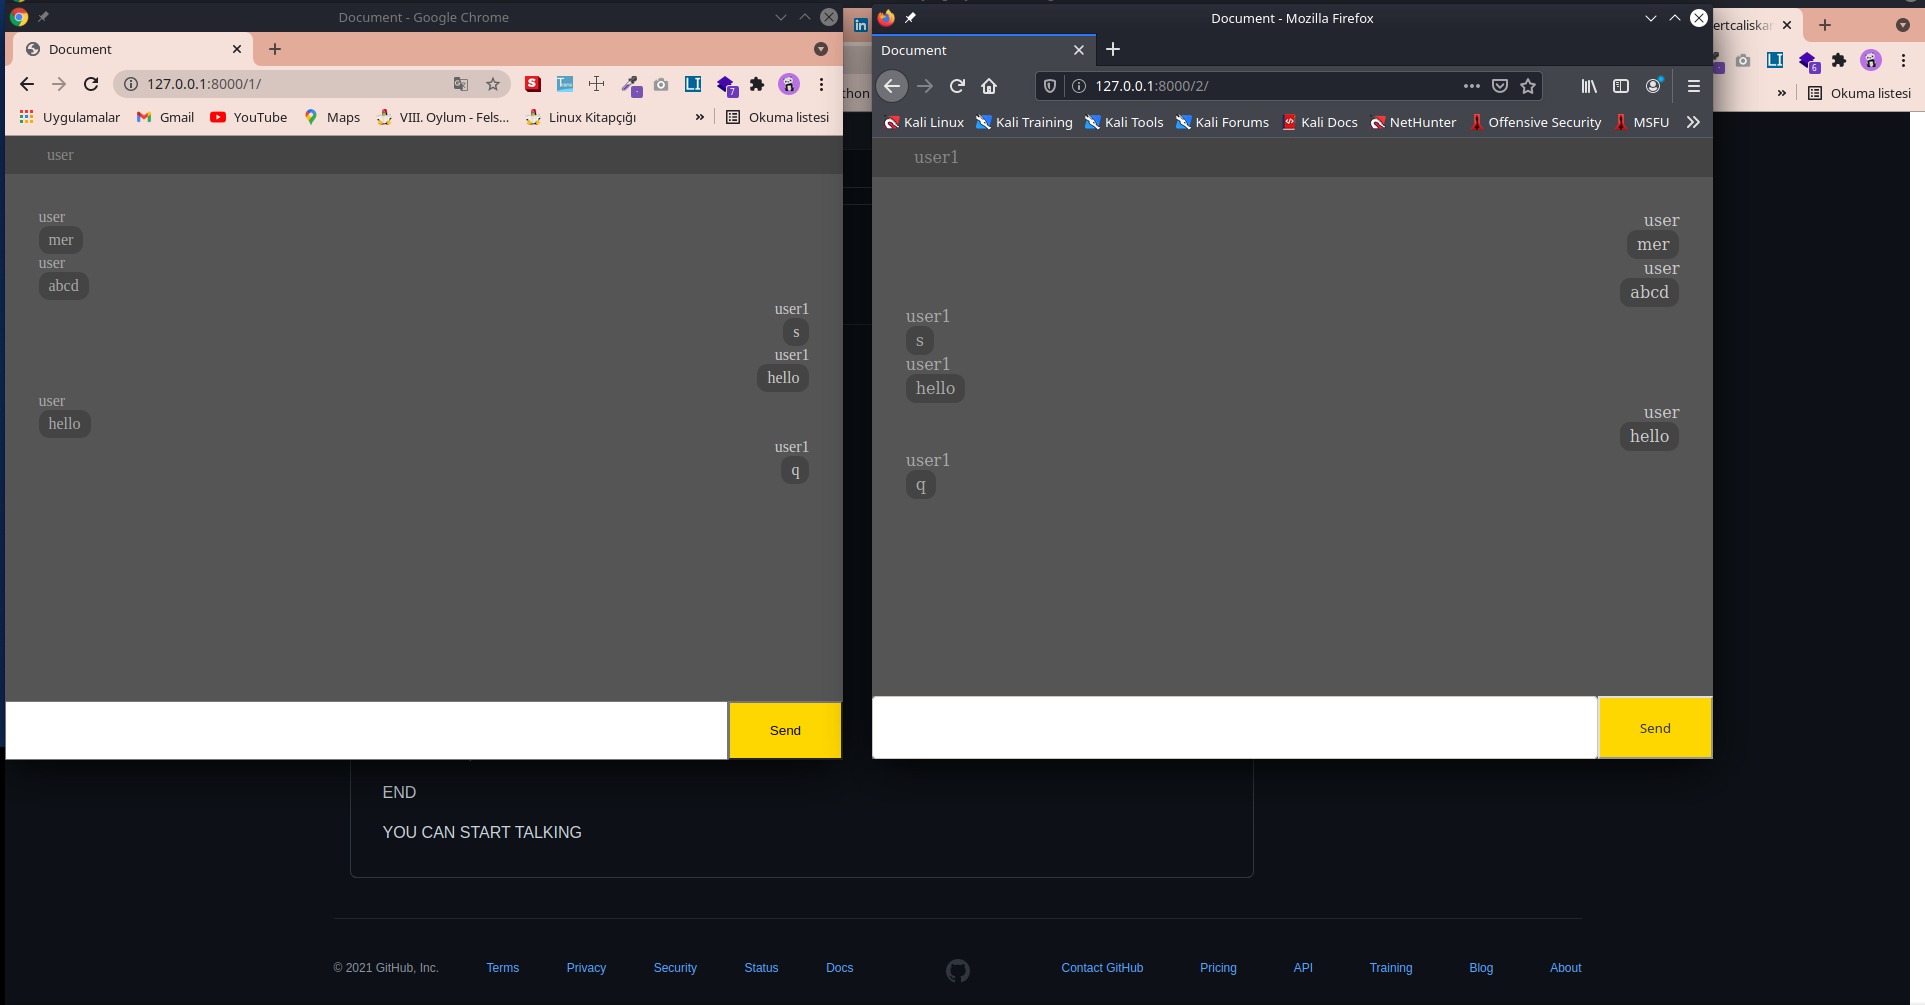 Document - Google Chrome
Document
127.0.0.1:8000/1/
7
Uygulamalar Gmail YouTube Maps VIII. Oylum - Fels... Linux Kitapçığı » Okuma listesi
user
user
mer
user
abcd
user1
s
user1
hello
user
hello
user1
q
Send
Document - Mozilla Firefox
Document
127.0.0.1:8000/2/
Kali Linux Kali Training Kali Tools Kali Forums Kali Docs NetHunter Offensive Security MSFU
user1
user
mer
user
abcd
user1
s
user1
hello
user
hello
user1
q
Send
ertcaliskar
6
» Okuma listesi
thon
END
YOU CAN START TALKING
© 2021 GitHub, Inc. Terms Privacy Security Status Docs Contact GitHub Pricing API Training Blog About